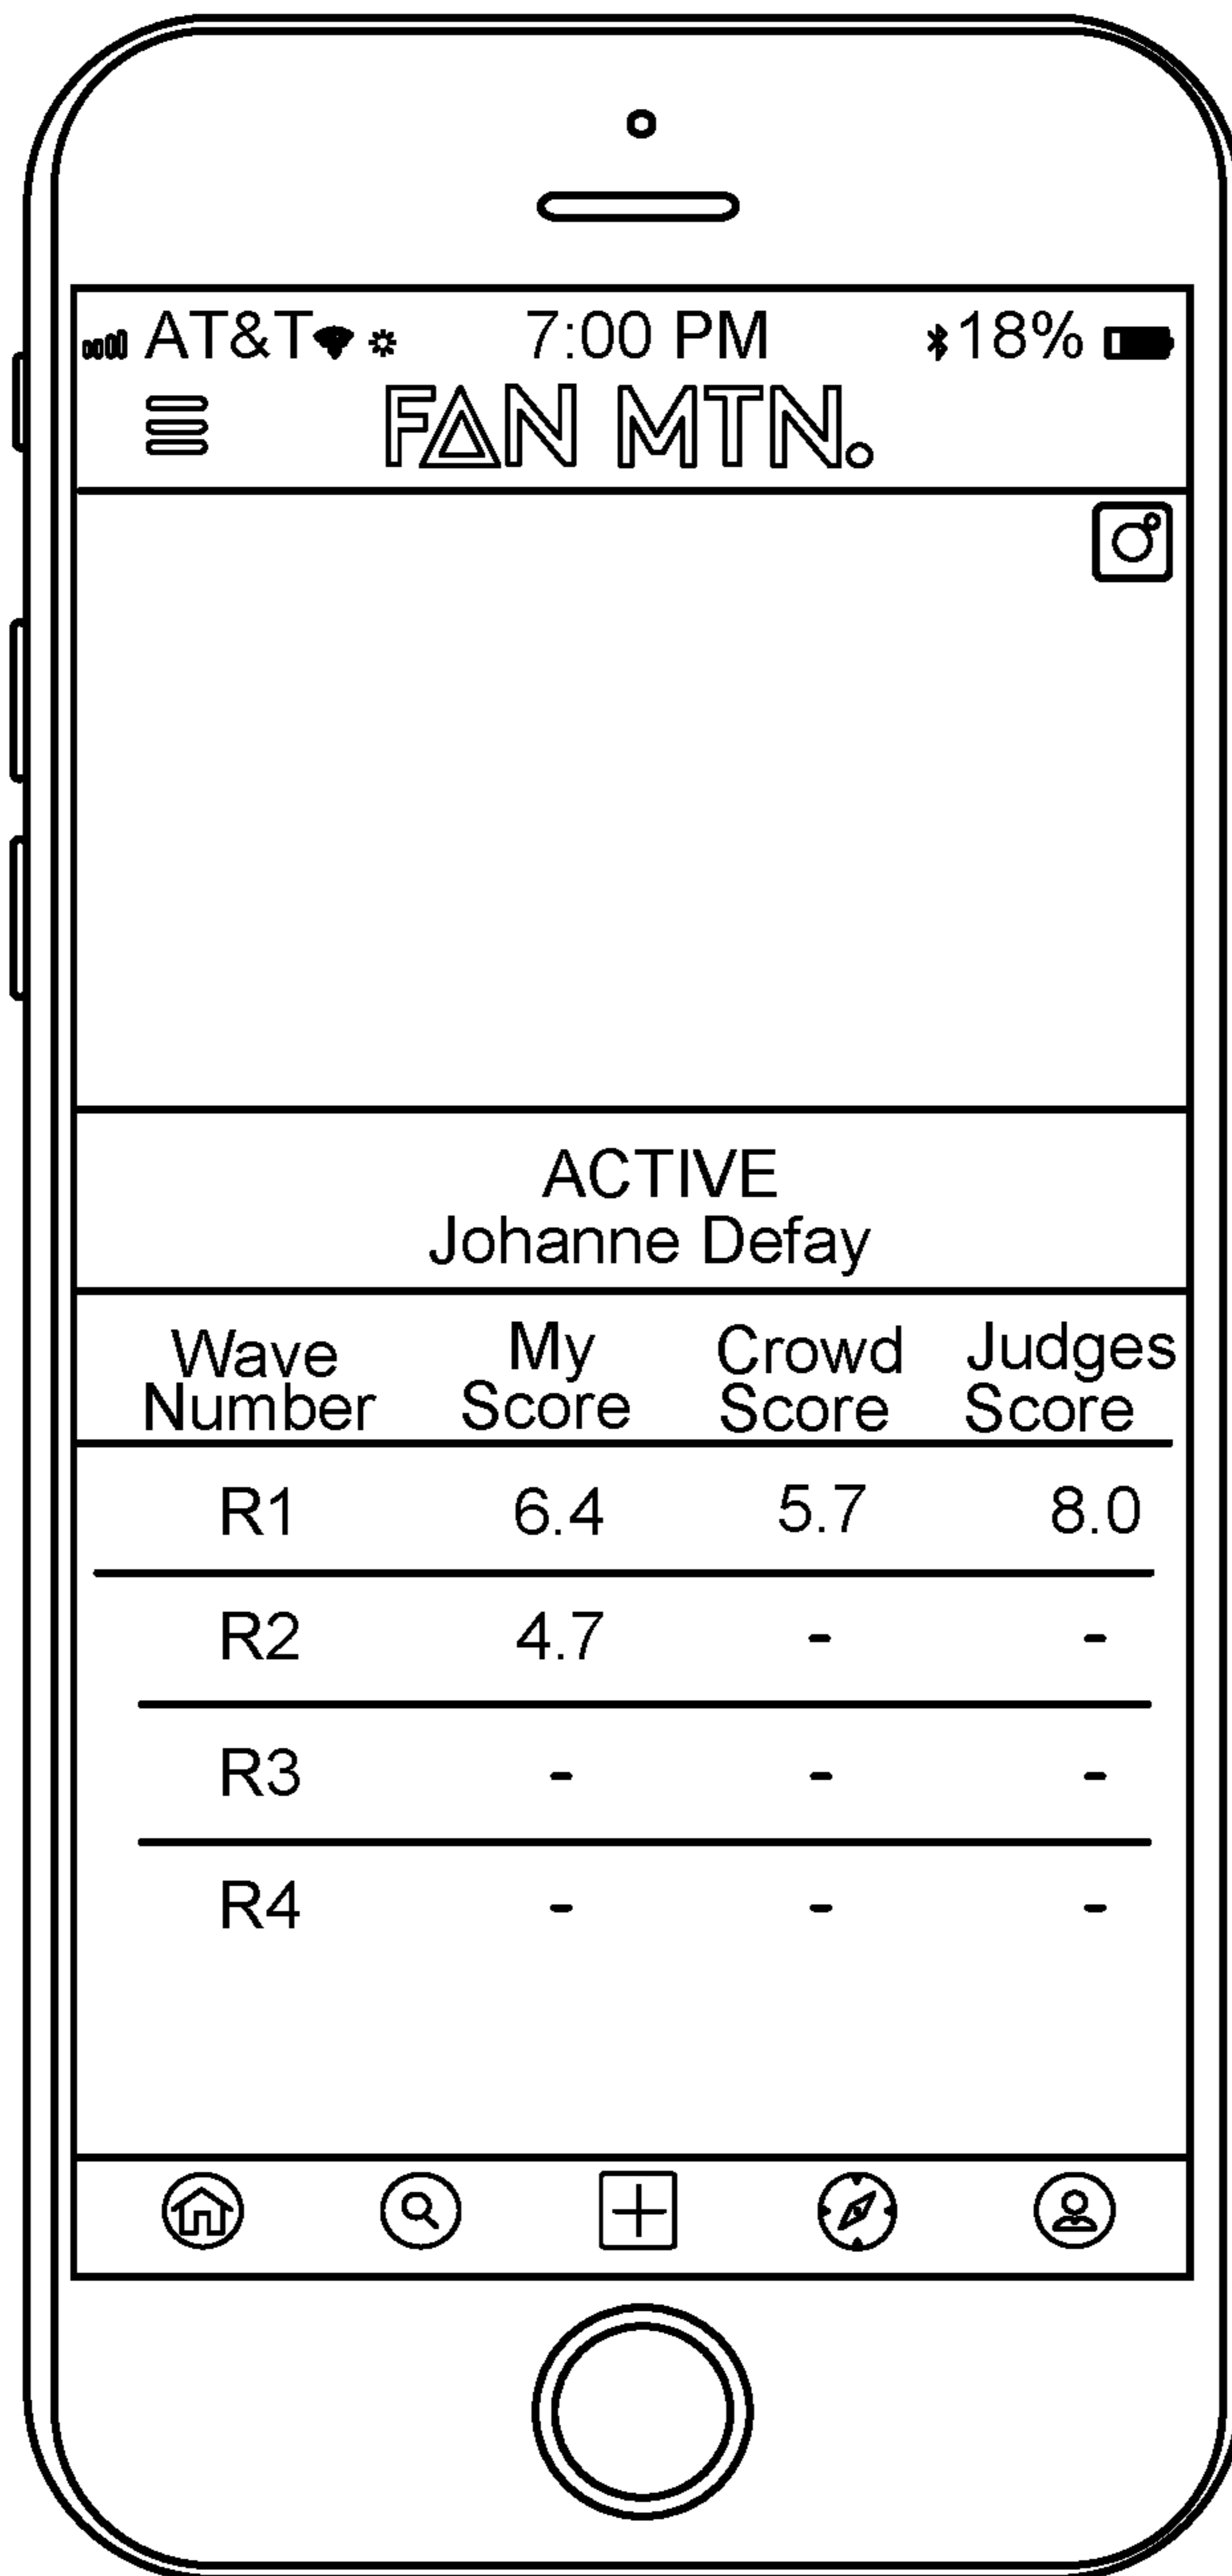 AT&T 7:00 PM 18%
FAN MTN.
ACTIVE
Johanne Defay
Wave Number My Score Crowd Score Judges Score
R1 6.4 5.7 8.0
R2 4.7 - -
R3 - - -
R4 - - -